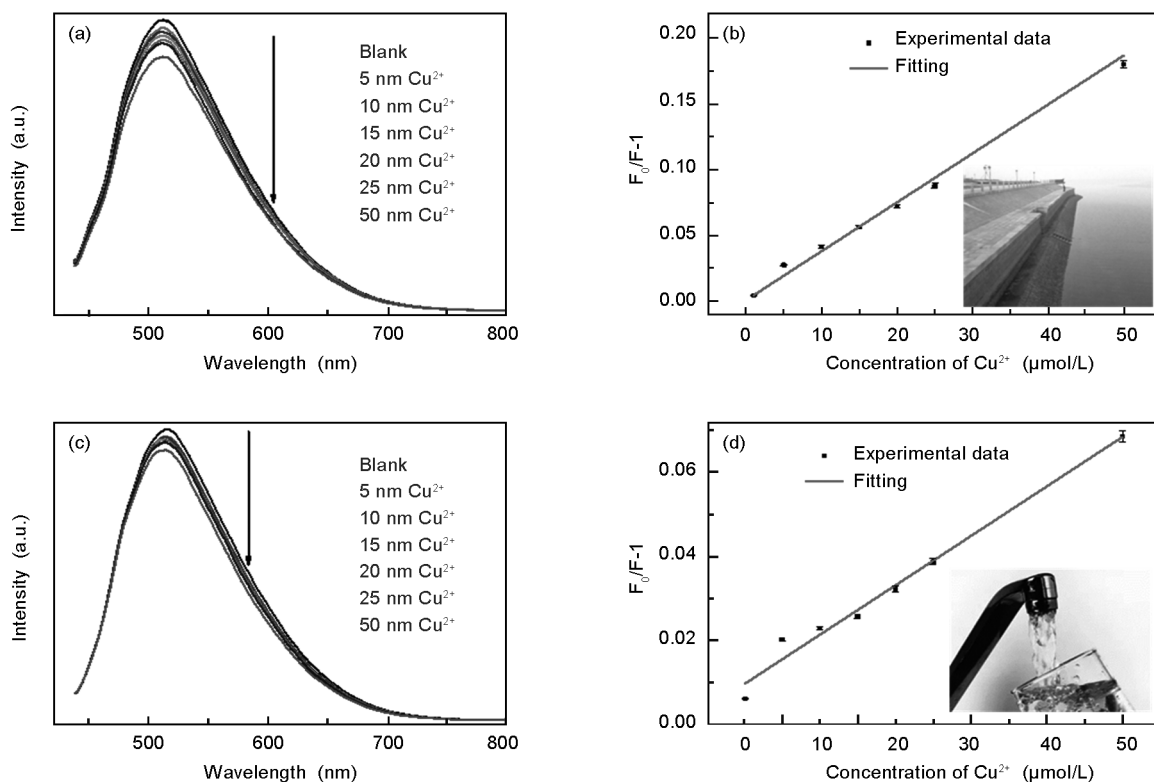 (a)
Blank
5 nm Cu²⁺
10 nm Cu²⁺
15 nm Cu²⁺
20 nm Cu²⁺
25 nm Cu²⁺
50 nm Cu²⁺
Intensity (a.u.)
500
600
700
800
Wavelength (nm)
(b)
Experimental data
Fitting
F₀/F-1
0.20
0.15
0.10
0.05
0.00
0
10
20
30
40
50
Concentration of Cu²⁺ (μmol/L)
(c)
Blank
5 nm Cu²⁺
10 nm Cu²⁺
15 nm Cu²⁺
20 nm Cu²⁺
25 nm Cu²⁺
50 nm Cu²⁺
Intensity (a.u.)
500
600
700
800
Wavelength (nm)
(d)
Experimental data
Fitting
F₀/F-1
0.06
0.04
0.02
0.00
0
10
20
30
40
50
Concentration of Cu²⁺ (μmol/L)